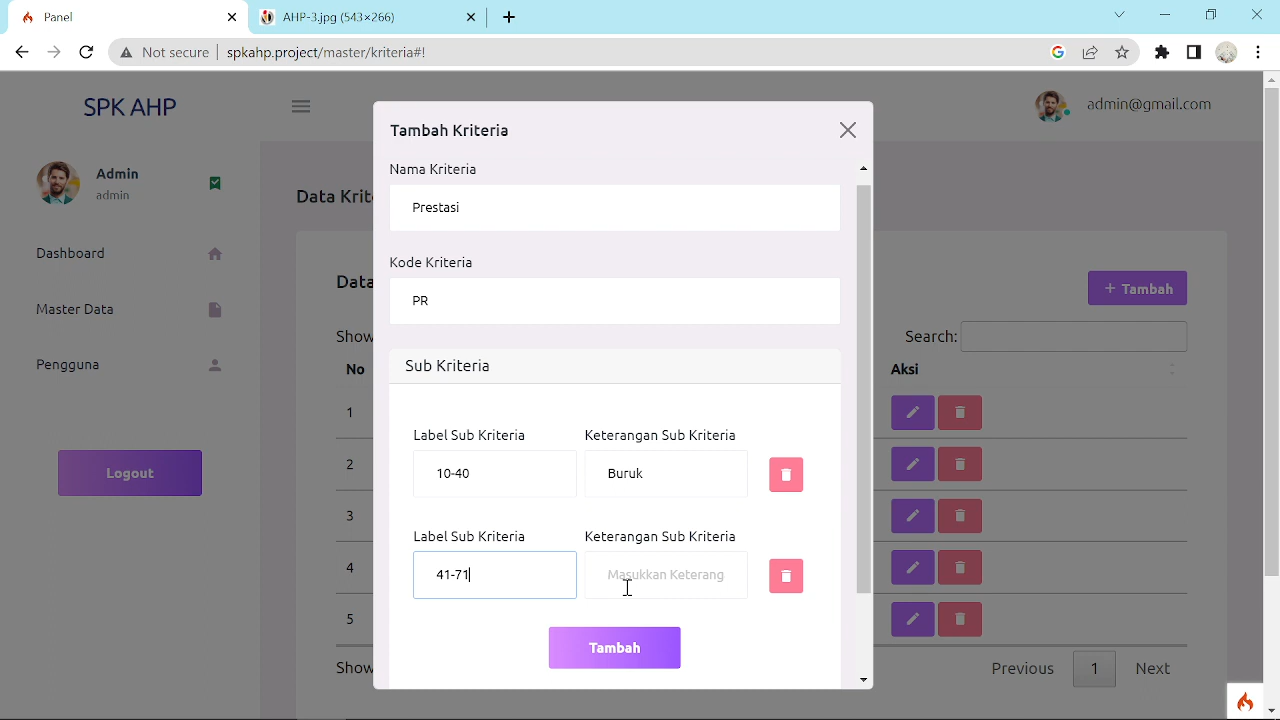 Panel
AHP-3.jpg (543×266)
Not secure
spkahp.project/master/kriteria#!
SPK AHP
admin@gmail.com
Admin
admin
Dashboard
Master Data
Pengguna
Logout
Data Krit
Data
+ Tambah
Show
Search:
No
Aksi
1
2
3
4
5
Show
Previous
1
Next
Tambah Kriteria
Nama Kriteria
Prestasi
Kode Kriteria
PR
Sub Kriteria
Label Sub Kriteria
Keterangan Sub Kriteria
10-40
Buruk
Label Sub Kriteria
Keterangan Sub Kriteria
41-71
Masukkan Keterang
Tambah